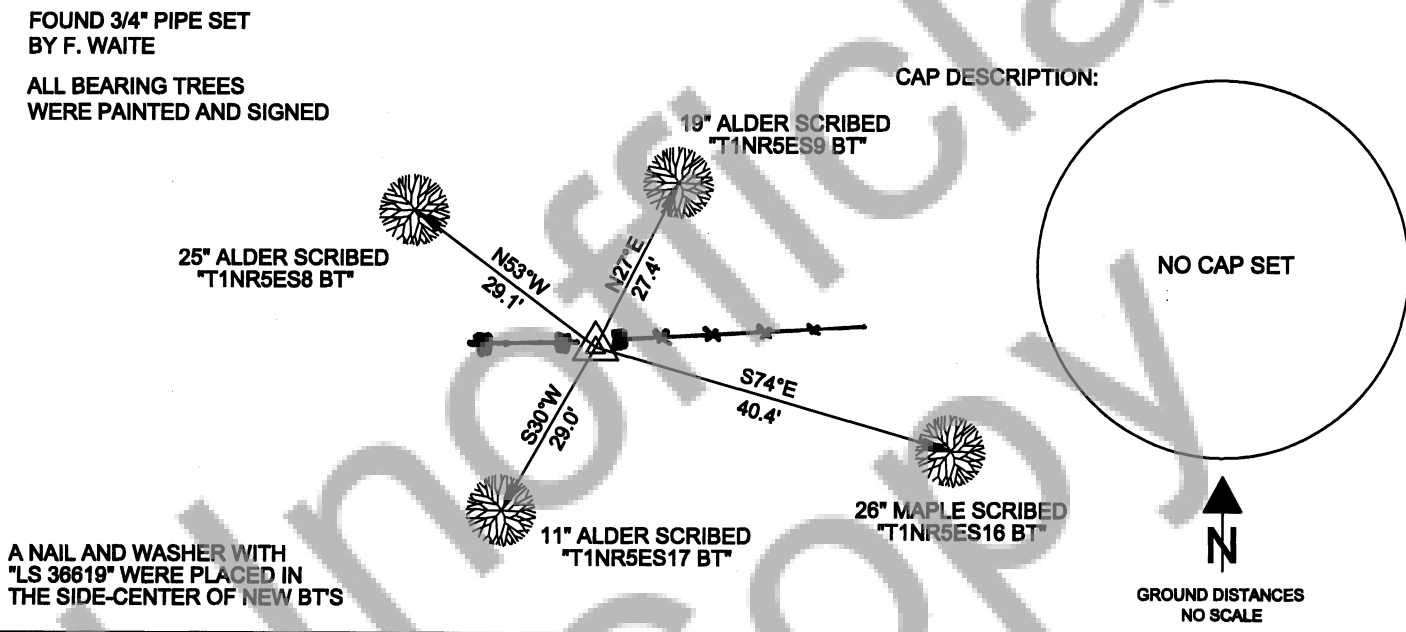 FOUND 3/4" PIPE SET
BY F. WAITE
ALL BEARING TREES
WERE PAINTED AND SIGNED
CAP DESCRIPTION:
19" ALDER SCRIBED
"T1NR5ES9 BT"
25" ALDER SCRIBED
"T1NR5ES8 BT"
N53°W
29.1'
N27°E
27.4'
NO CAP SET
S74°E
40.4'
S30°W
29.0'
26" MAPLE SCRIBED
"T1NR5ES16 BT"
11" ALDER SCRIBED
"T1NR5ES17 BT"
A NAIL AND WASHER WITH
"LS 36619" WERE PLACED IN
THE SIDE-CENTER OF NEW BT'S
N
GROUND DISTANCES
NO SCALE
Unofficial
Copy